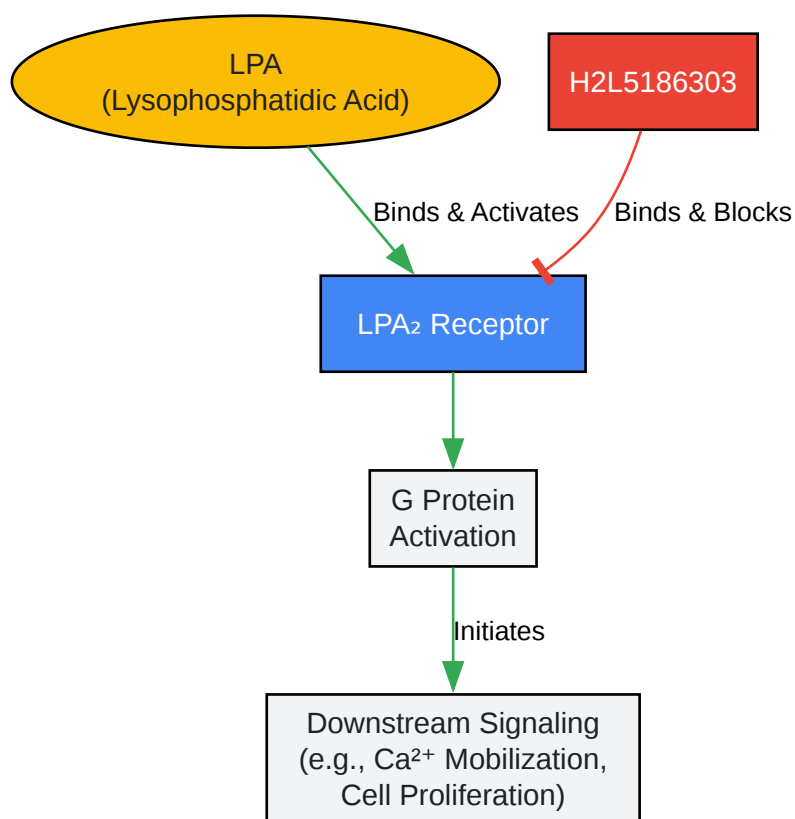 LPA
(Lysophosphatidic Acid)
H2L5186303
Binds & Activates
Binds & Blocks
LPA₂ Receptor
G Protein
Activation
Initiates
Downstream Signaling
(e.g., Ca²⁺ Mobilization,
Cell Proliferation)